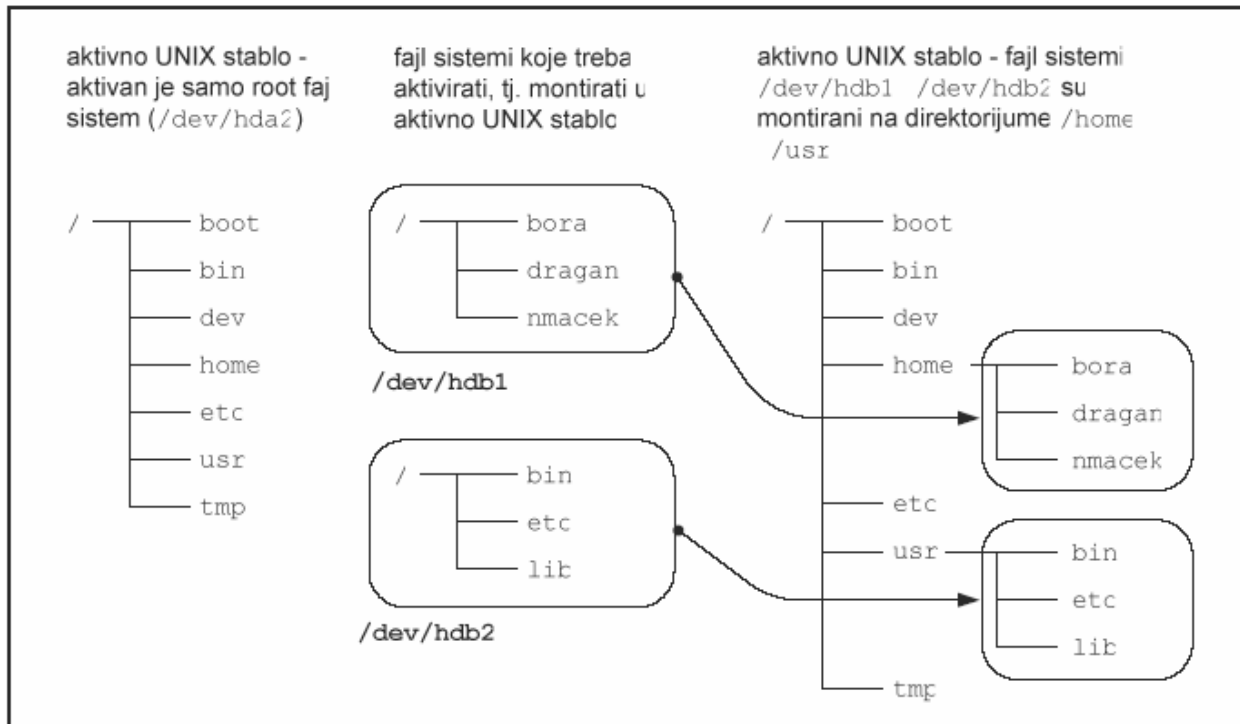 aktivno UNIX stablo -
aktivan je samo root faj
sistem (/dev/hda2)
fajl sistemi koje treba
aktivirati, tj. montirati u
aktivno UNIX stablo
aktivno UNIX stablo - fajl sistemi
/dev/hdb1 /dev/hdb2 su
montirani na direktorijume /home
/usr
/ boot
bin
dev
home
etc
usr
tmp
/ bora
dragan
nmacek
/dev/hdb1
/ bin
etc
lib
/dev/hdb2
/ boot
bin
dev
home bora
dragan
nmacek
etc
usr bin
etc
lib
tmp